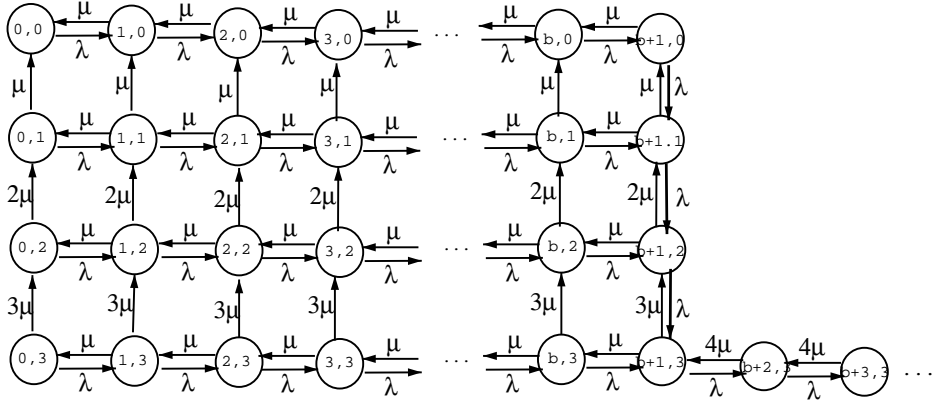 μ μ μ μ μ μ
0,0 1,0 2,0 3,0 ... b,0 b+1,0
λ λ λ λ λ λ
μ μ μ μ μ μ λ
μ μ μ μ μ μ
0,1 1,1 2,1 3,1 ... b,1 b+1.1
λ λ λ λ λ λ
2μ 2μ 2μ 2μ 2μ 2μ λ
μ μ μ μ μ μ
0,2 1,2 2,2 3,2 ... b,2 b+1,2
λ λ λ λ λ λ
3μ 3μ 3μ 3μ 3μ 3μ λ
μ μ μ μ μ μ 4μ 4μ
0,3 1,3 2,3 3,3 ... b,3 b+1,3 b+2,3 b+3,3 ...
λ λ λ λ λ λ λ λ